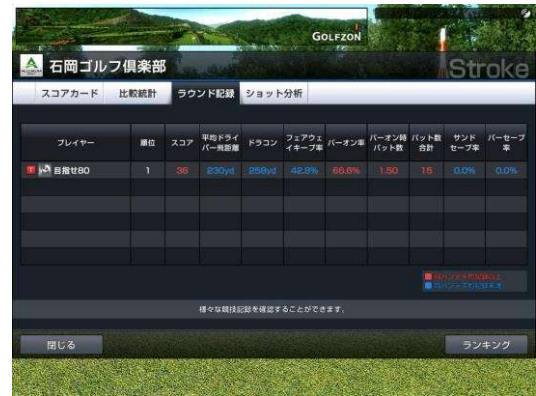 GOLFZON
石岡ゴルフ倶楽部
Stroke
スコアカード 比較統計 ラウンド記録 ショット分析
プレイヤー 順位 スコア 平均ドライバー飛距離 ドラコン フェアウェイキープ率 パーオン率 パーオン時パット数 パット数合計 サンドセーブ率 パーセーブ率
目指せ80 1 36 230yd 258yd 42.8% 66.6% 1.50 15 0.0% 0.0%
様々な競技記録を確認することができます。
閉じる ランキング